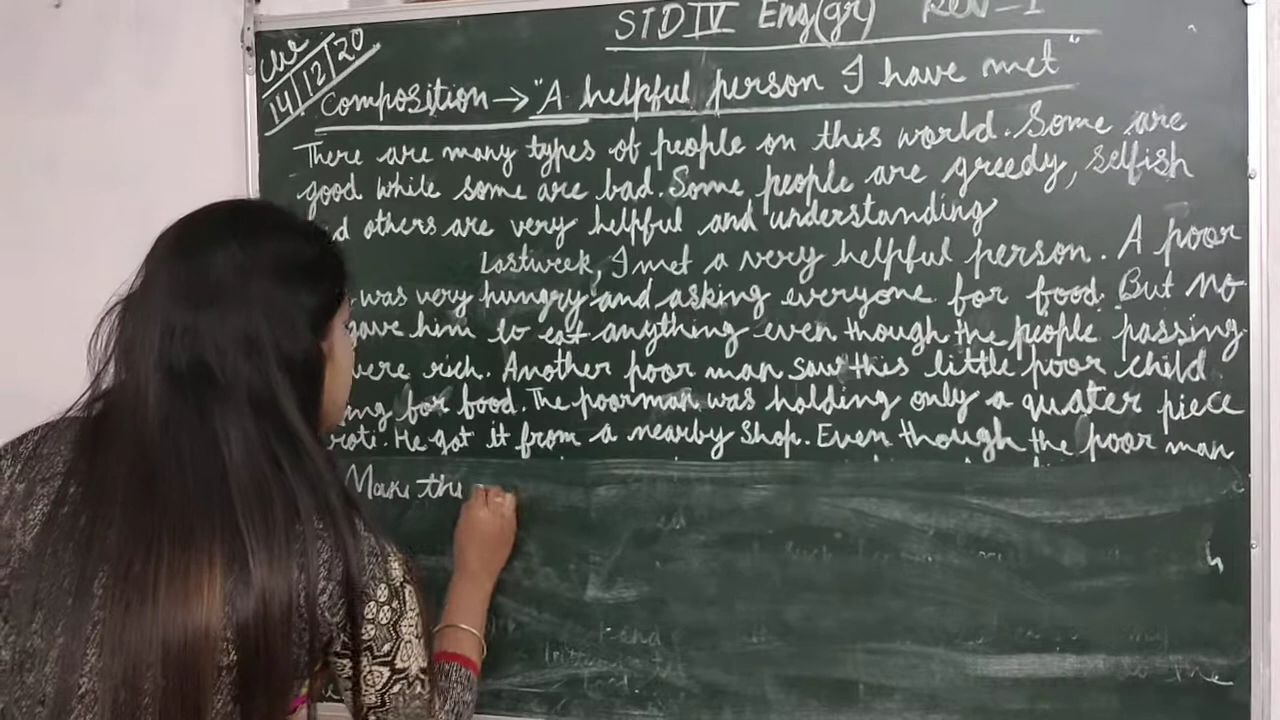 STD IV Eng(gr) Rev-I
CW
14/12/20
Composition → "A helpful person I have met"
There are many types of people on this world. Some are
good while some are bad. Some people are greedy, selfish
others are very helpful and understanding
Lastweek, I met a very helpful person. A poor
was very hungry and asking everyone for food. But no
gave him to eat anything even though the people passing
were rich. Another poor man saw this little poor child
for food. The poorman was holding only a quater piece
roti. He got it from a nearby shop. Even though the poor man
Make